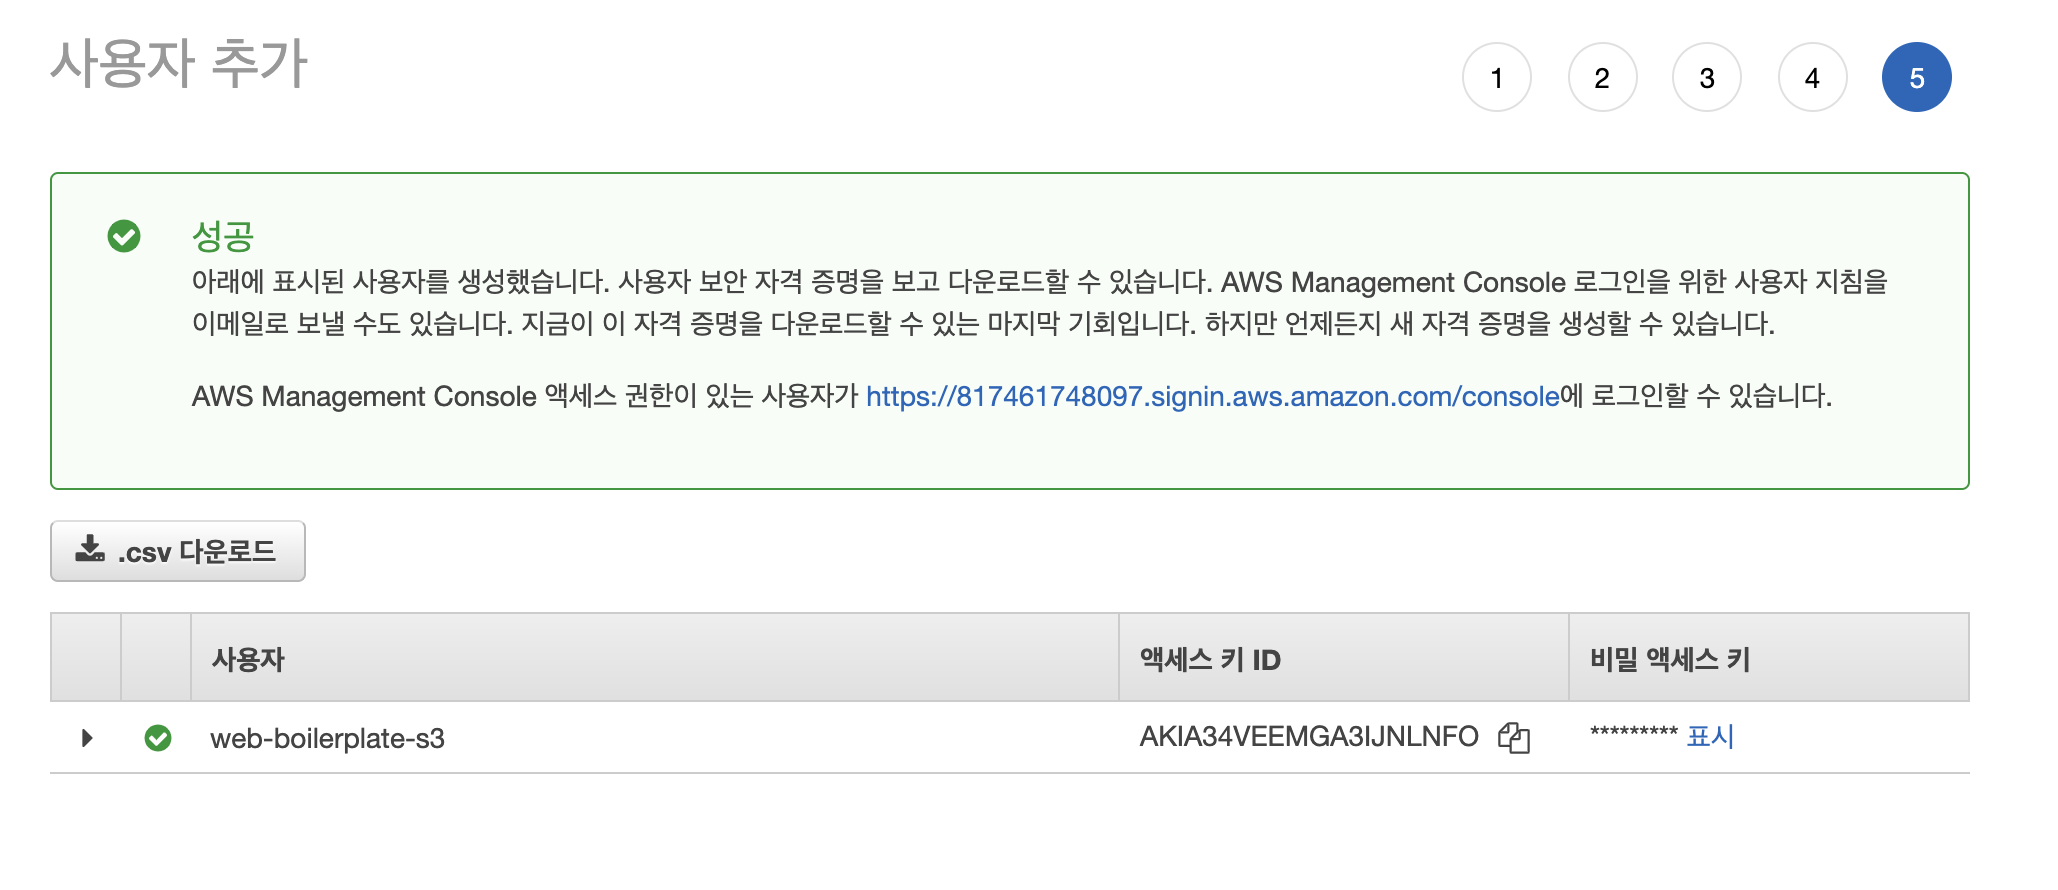 사용자 추가
1 2 3 4 5
성공
아래에 표시된 사용자를 생성했습니다. 사용자 보안 자격 증명을 보고 다운로드할 수 있습니다. AWS Management Console 로그인을 위한 사용자 지침을
이메일로 보낼 수도 있습니다. 지금이 이 자격 증명을 다운로드할 수 있는 마지막 기회입니다. 하지만 언제든지 새 자격 증명을 생성할 수 있습니다.
AWS Management Console 액세스 권한이 있는 사용자가 https://817461748097.signin.aws.amazon.com/console에 로그인할 수 있습니다.
.csv 다운로드
사용자 액세스 키 ID 비밀 액세스 키
web-boilerplate-s3 AKIA34VEEMGA3IJNLNFO ********* 표시